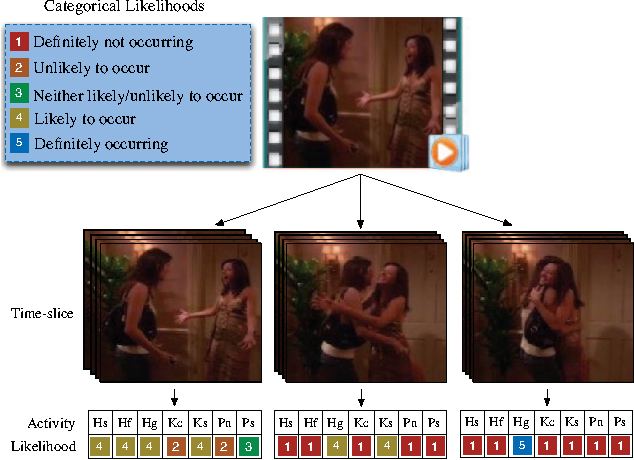 Categorical Likelihoods
1 Definitely not occurring
2 Unlikely to occur
3 Neither likely/unlikely to occur
4 Likely to occur
5 Definitely occurring
Time-slice
Activity Hs Hf Hg Kc Ks Pn Ps Hs Hf Hg Kc Ks Pn Ps Hs Hf Hg Kc Ks Pn Ps
Likelihood 4 4 4 2 4 2 3 1 1 4 1 4 1 1 1 1 5 1 1 1 1